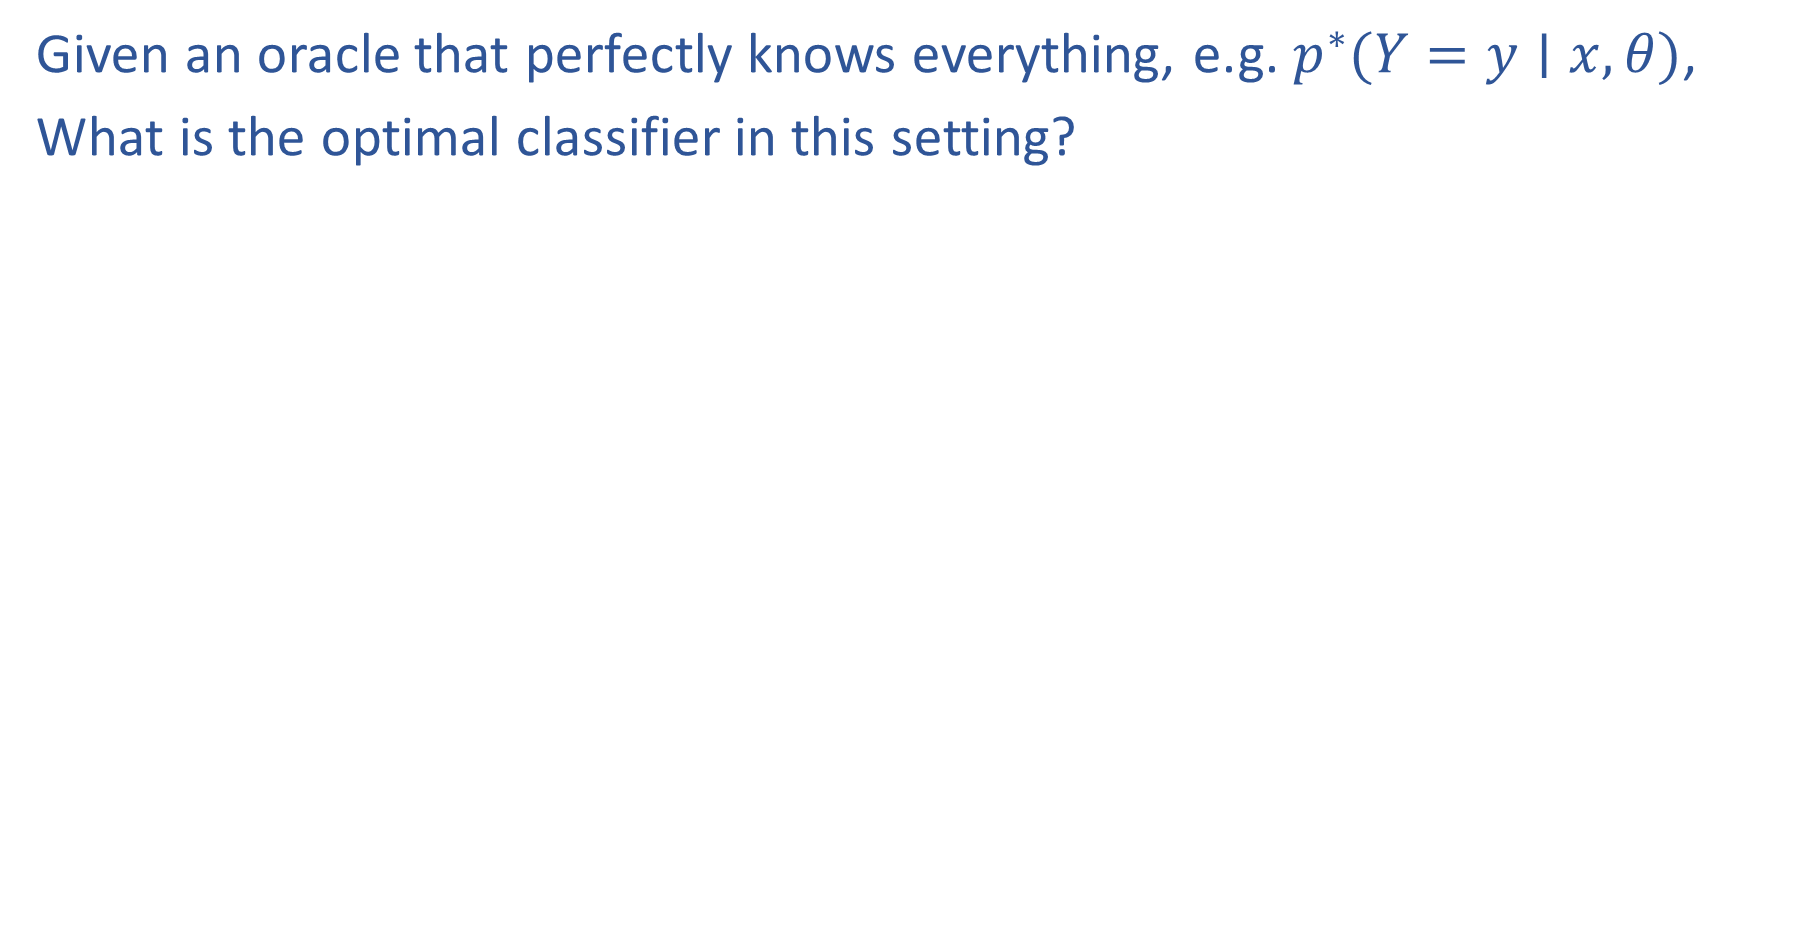 Given an oracle that perfectly knows everything, e.g. 𝑝*(𝑌 = 𝑦 | 𝑥, 𝜃),
What is the optimal classifier in this setting?